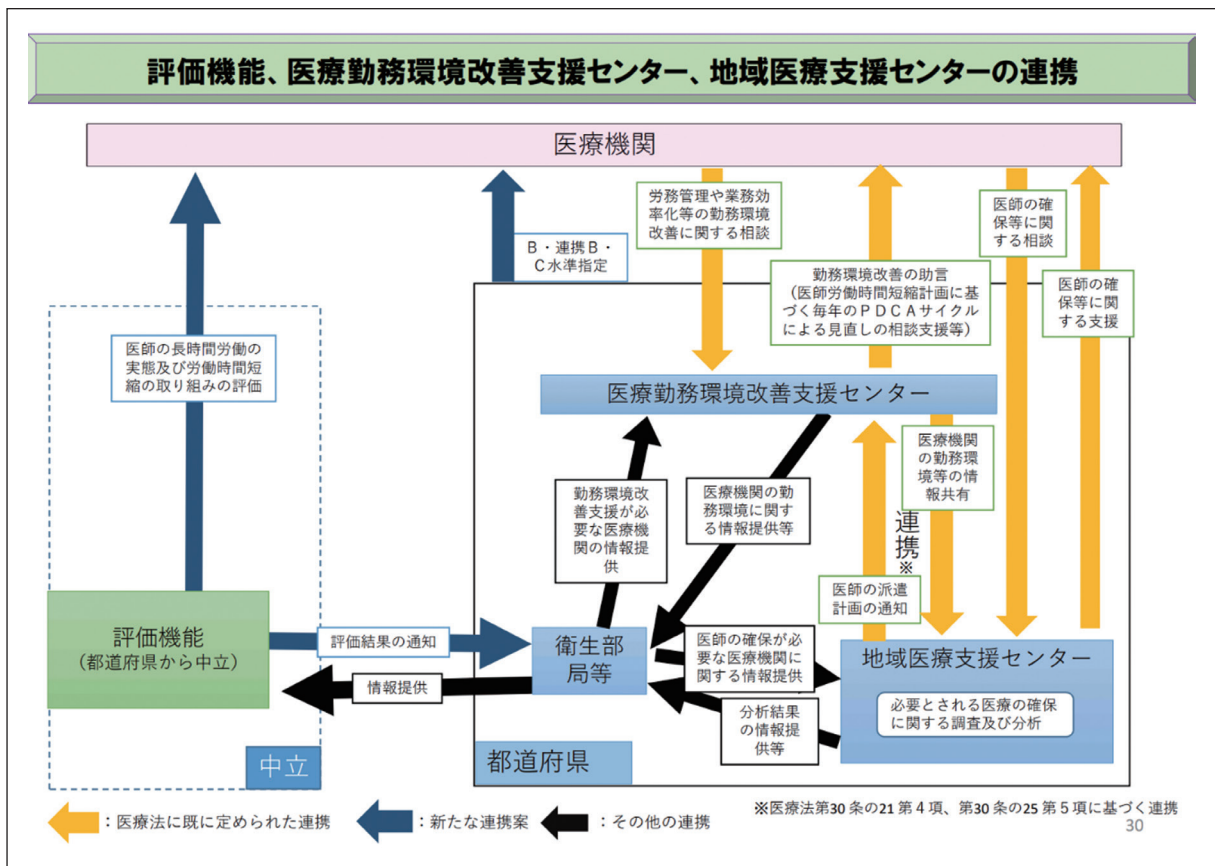 評価機能、医療勤務環境改善支援センター、地域医療支援センターの連携
医療機関
労務管理や業務効
率化等の勤務環境
改善に関する相談
医師の確
保等に関
する相談
B・連携B・
C水準指定
勤務環境改善の助言
(医師労働時間短縮計画に基
づく毎年のPDCAサイクル
による見直しの相談支援等)
医師の確
保等に関
する支援
医師の長時間労働の
実態及び労働時間短
縮の取り組みの評価
医療勤務環境改善支援センター
医療機関
の勤務環
境等の情
報共有
勤務環境改
善支援が必
要な医療機
関の情報提
供
医療機関の勤
務環境に関す
る情報提供等
連携※
医師の派遣
計画の通知
評価機能
(都道府県から中立)
評価結果の通知
衛生部
局等
医師の確保が必
要な医療機関に
関する情報提供
地域医療支援センター
情報提供
必要とされる医療の確保
に関する調査及び分析
分析結果
の情報提
供等
中立
都道府県
:医療法に既に定められた連携
:新たな連携案
:その他の連携
※医療法第30条の21第4項、第30条の25第5項に基づく連携
30